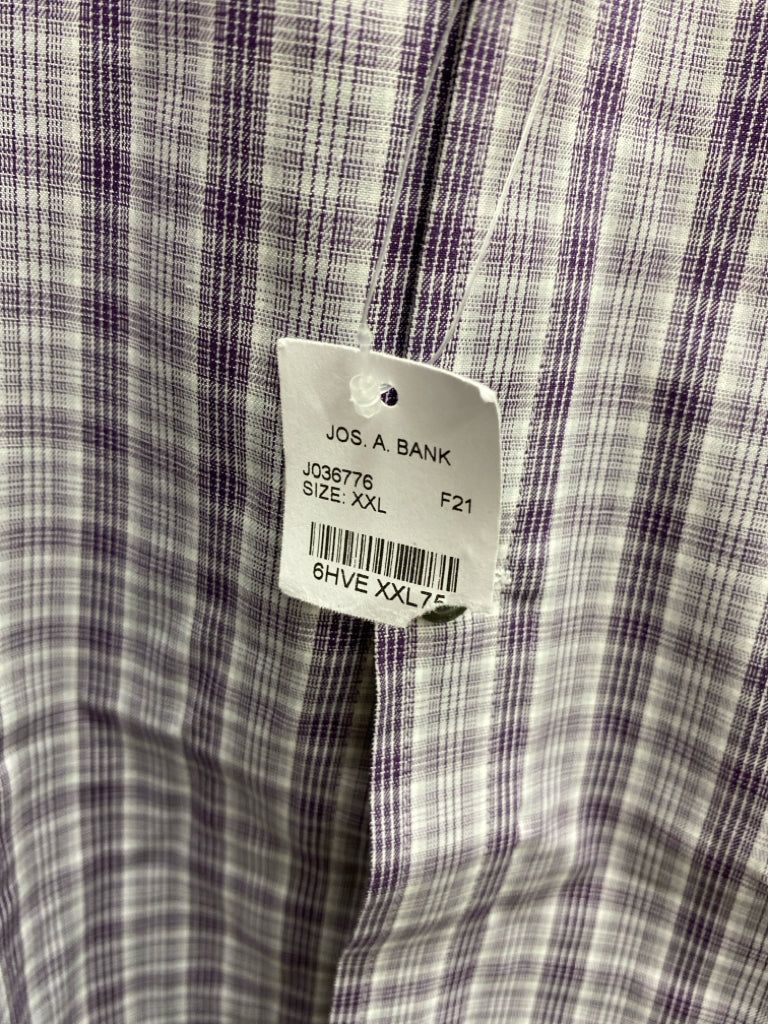 JOS. A. BANK
J036776
SIZE: XXL F21
6HVE XXL75